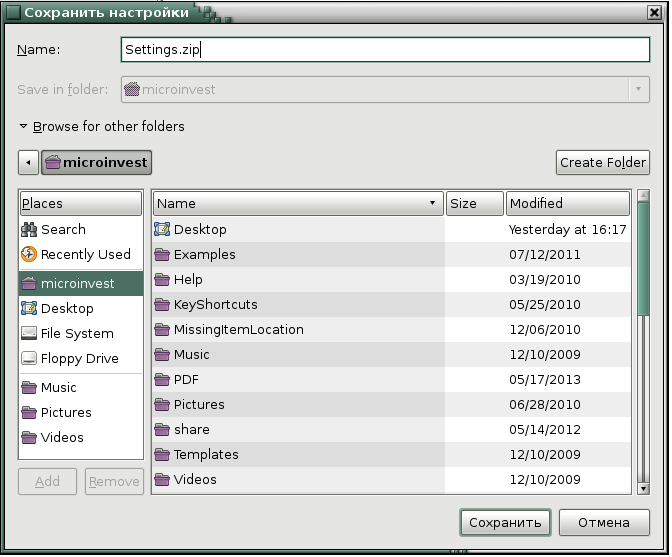 Сохранить настройки
Name: Settings.zip
Save in folder: microinvest
Browse for other folders
microinvest Create Folder
Places Name Size Modified
Search Desktop Yesterday at 16:17
Recently Used Examples 07/12/2011
microinvest Help 03/19/2010
Desktop KeyShortcuts 05/25/2010
File System MissingItemLocation 12/06/2010
Floppy Drive Music 12/10/2009
Music PDF 05/17/2013
Pictures Pictures 06/28/2010
Videos share 05/14/2012
Templates 12/10/2009
Add Remove Videos 12/10/2009
Сохранить Отмена